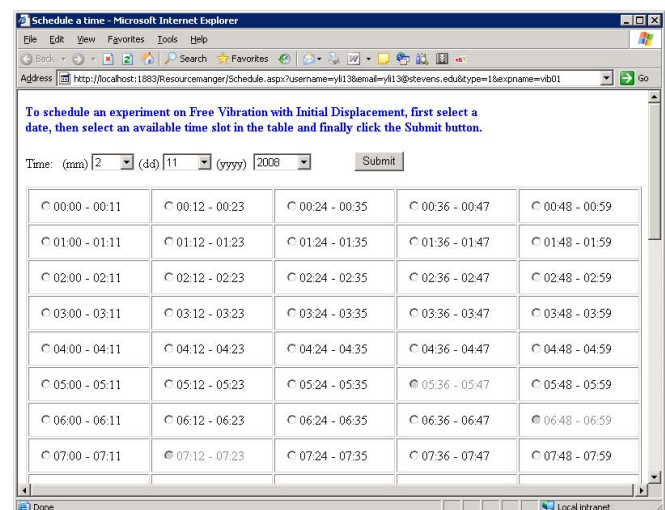 Schedule a time - Microsoft Internet Explorer
File Edit View Favorites Tools Help
Back Search Favorites
Address http://localhost:1883/Resourcemanger/Schedule.aspx?username=yli13&email=yli13@stevens.edu&type=1&expname=vib01 Go
To schedule an experiment on Free Vibration with Initial Displacement, first select a
date, then select an available time slot in the table and finally click the Submit button.
Time: (mm) 2 (dd) 11 (yyyy) 2008 Submit
00:00 - 00:11 00:12 - 00:23 00:24 - 00:35 00:36 - 00:47 00:48 - 00:59
01:00 - 01:11 01:12 - 01:23 01:24 - 01:35 01:36 - 01:47 01:48 - 01:59
02:00 - 02:11 02:12 - 02:23 02:24 - 02:35 02:36 - 02:47 02:48 - 02:59
03:00 - 03:11 03:12 - 03:23 03:24 - 03:35 03:36 - 03:47 03:48 - 03:59
04:00 - 04:11 04:12 - 04:23 04:24 - 04:35 04:36 - 04:47 04:48 - 04:59
05:00 - 05:11 05:12 - 05:23 05:24 - 05:35 05:36 - 05:47 05:48 - 05:59
06:00 - 06:11 06:12 - 06:23 06:24 - 06:35 06:36 - 06:47 06:48 - 06:59
07:00 - 07:11 07:12 - 07:23 07:24 - 07:35 07:36 - 07:47 07:48 - 07:59
Done Local intranet